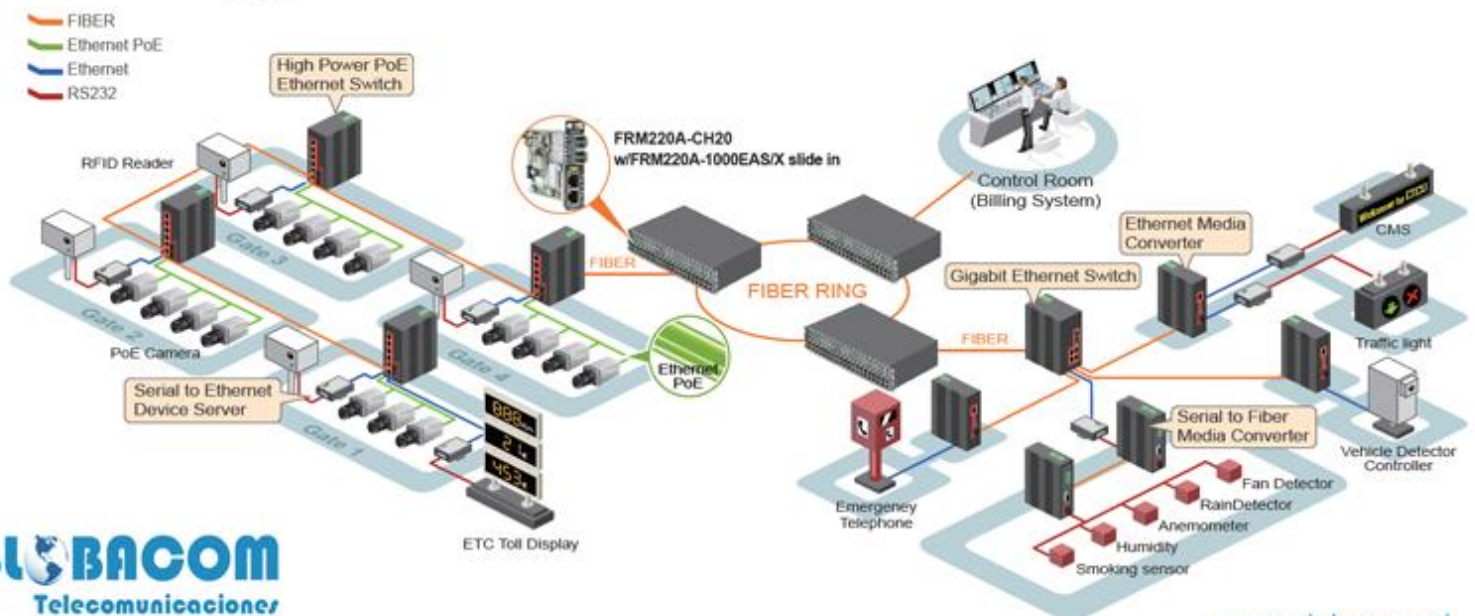 FIBER
Ethernet PoE
Ethernet
RS232
High Power PoE
Ethernet Switch
RFID Reader
FRM220A-CH20
w/FRM220A-1000EAS/X slide in
Control Room
(Billing System)
Ethernet Media
Converter
CMS
Gate 3
FIBER
Gigabit Ethernet Switch
FIBER RING
Gate 2
PoE Camera
Gate 4
Ethernet
PoE
FIBER
Traffic light
Serial to Ethernet
Device Server
Gate 1
888
21
453
Serial to Fiber
Media Converter
Vehicle Detector
Controller
Emergeney
Telephone
Fan Detector
RainDetector
Anemometer
Humidity
Smoking sensor
ETC Toll Display
BACOM
Telecomunicaciones